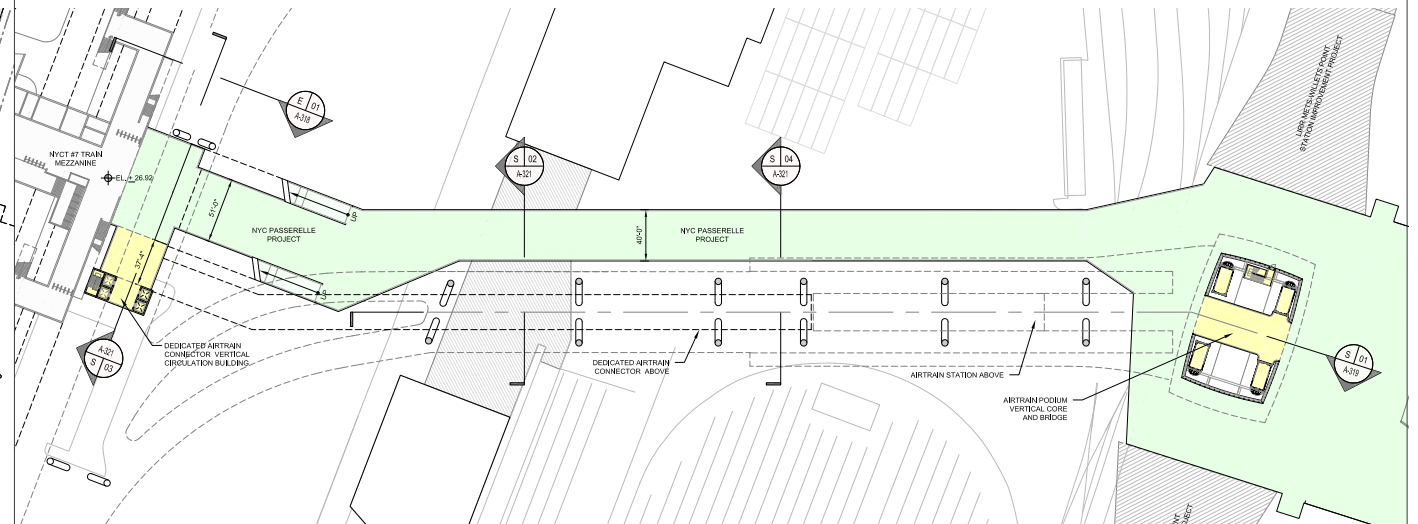 E 01
A-318
NYCT #7 TRAIN
MEZZANINE
EL. + 26.92
51'-0"
UP
NYC PASSERELLE
PROJECT
37'-4"
UP
A-321
S 03
DEDICATED AIRTRAIN
CONNECTOR VERTICAL
CIRCULATION BUILDING
S 02
A-321
S 04
A-321
40'-0"
NYC PASSERELLE
PROJECT
DEDICATED AIRTRAIN
CONNECTOR ABOVE
AIRTRAIN STATION ABOVE
AIRTRAIN PODIUM
VERTICAL CORE
AND BRIDGE
S 01
A-319
LIRR METS-WILLETS POINT
STATION IMPROVEMENT PROJECT